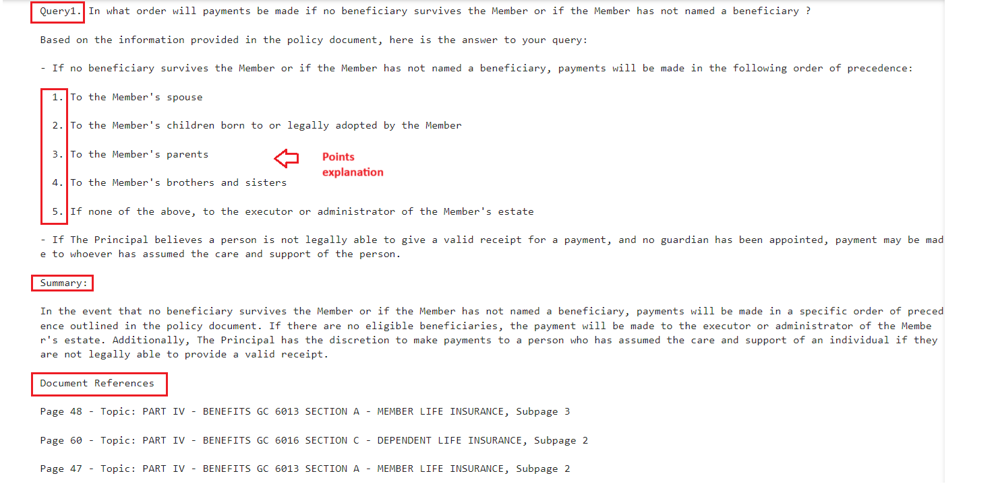 Query1. In what order will payments be made if no beneficiary survives the Member or if the Member has not named a beneficiary ?
Based on the information provided in the policy document, here is the answer to your query:
- If no beneficiary survives the Member or if the Member has not named a beneficiary, payments will be made in the following order of precedence:
1. To the Member's spouse
2. To the Member's children born to or legally adopted by the Member
3. To the Member's parents
Points
explanation
4. To the Member's brothers and sisters
5. If none of the above, to the executor or administrator of the Member's estate
- If The Principal believes a person is not legally able to give a valid receipt for a payment, and no guardian has been appointed, payment may be mad
e to whoever has assumed the care and support of the person.
Summary:
In the event that no beneficiary survives the Member or if the Member has not named a beneficiary, payments will be made in a specific order of preced
ence outlined in the policy document. If there are no eligible beneficiaries, the payment will be made to the executor or administrator of the Membe
r's estate. Additionally, The Principal has the discretion to make payments to a person who has assumed the care and support of an individual if they
are not legally able to provide a valid receipt.
Document References
Page 48 - Topic: PART IV - BENEFITS GC 6013 SECTION A - MEMBER LIFE INSURANCE, Subpage 3
Page 60 - Topic: PART IV - BENEFITS GC 6016 SECTION C - DEPENDENT LIFE INSURANCE, Subpage 2
Page 47 - Topic: PART IV - BENEFITS GC 6013 SECTION A - MEMBER LIFE INSURANCE, Subpage 2